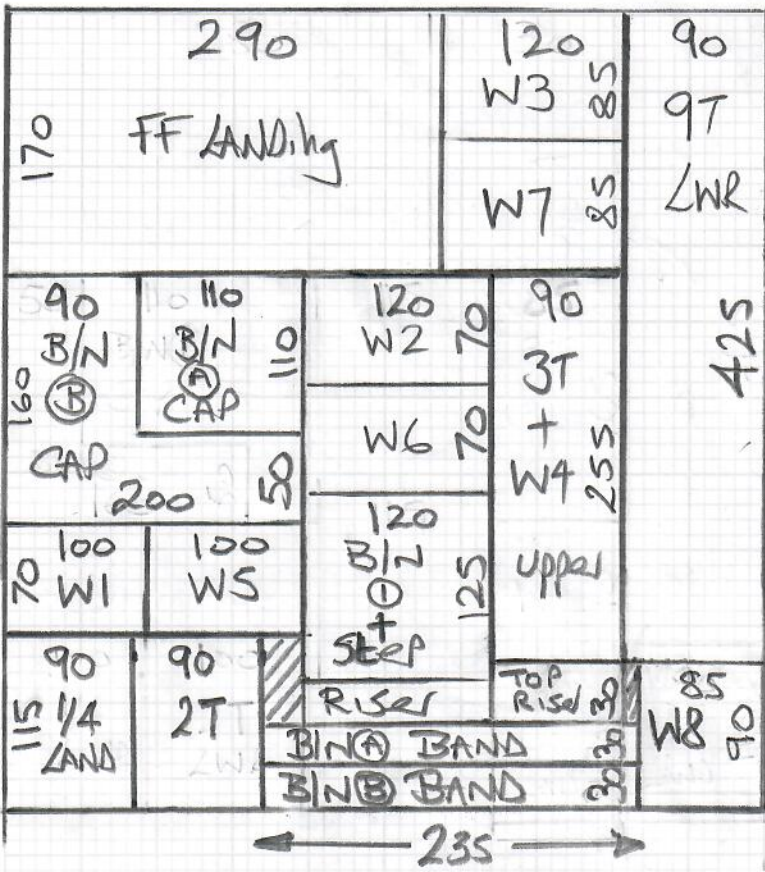 290
170
FF LANDing
120
W3
85
W7
85
90
9T
LWR
425
90
B/N
B
CAP
160
200
50
110
B/N
A
CAP
110
120
W2
70
W6
70
120
B/N
1
+
Step
125
Riser
90
3T
+
W4
upper
255
TOP
RISER 30
100
W1
70
100
W5
90
1/4
LAND
115
90
2T
B/N A BAND 30
B/N B BAND 30
85
W8
90
235